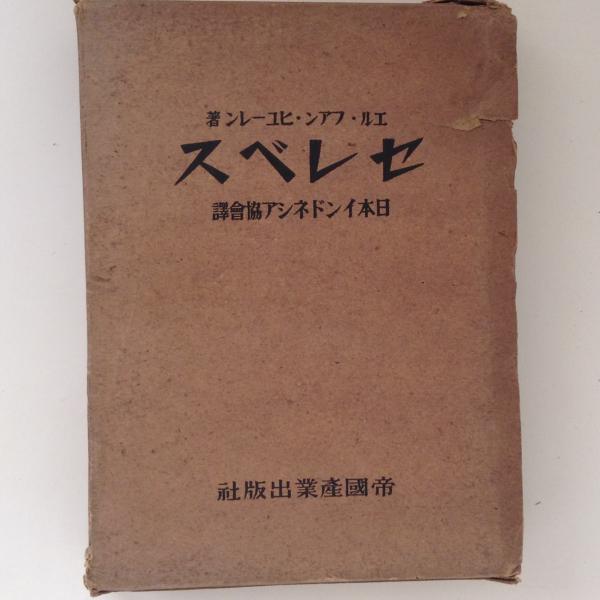 エル・フアン・ヒユーレン著
セレベス
日本インドネシア協會譯
帝國產業出版社